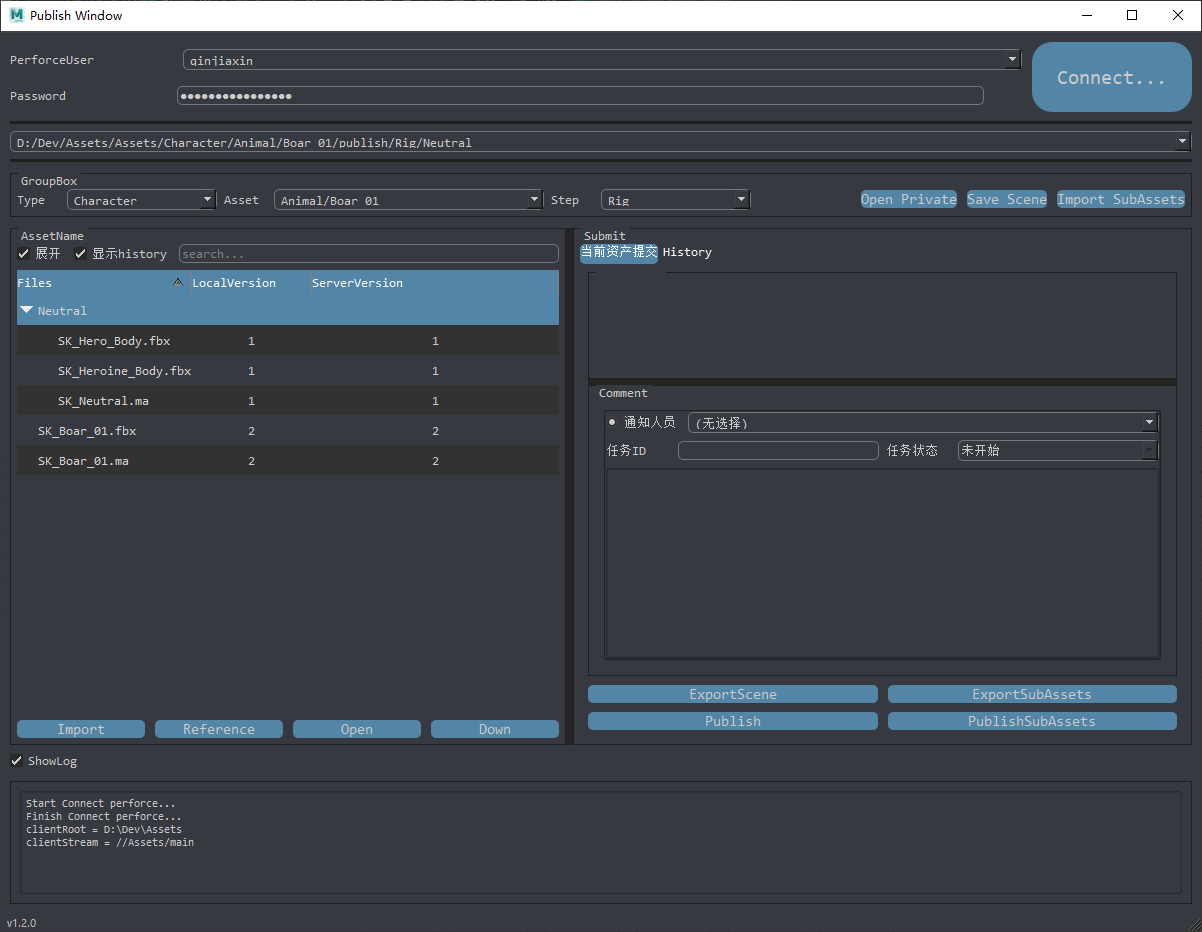 Publish Window
PerforceUser
qinjiaxin
Connect...
Password
••••••••••••••••
D:/Dev/Assets/Assets/Character/Animal/Boar_01/publish/Rig/Neutral
GroupBox
Type Character Asset Animal/Boar_01 Step Rig Open Private Save Scene Import SubAssets
AssetName
展开 显示history search...
Files LocalVersion ServerVersion
Neutral
SK_Hero_Body.fbx 1 1
SK_Heroine_Body.fbx 1 1
SK_Neutral.ma 1 1
SK_Boar_01.fbx 2 2
SK_Boar_01.ma 2 2
Import Reference Open Down
Submit
当前资产提交 History
Comment
通知人员 (无选择)
任务ID 任务状态 未开始
ExportScene ExportSubAssets
Publish PublishSubAssets
ShowLog
Start Connect perforce...
Finish Connect perforce...
clientRoot = D:\Dev\Assets
clientStream = //Assets/main
v1.2.0